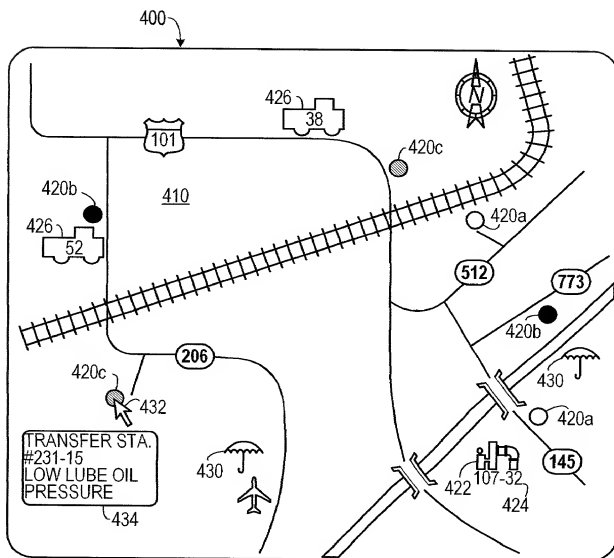 400
426
38
N
101
420c
420b
410
420a
426
52
512
773
420b
206
430
420c
432
420a
TRANSFER STA.
#231-15
LOW LUBE OIL
PRESSURE
430
145
422
107-32
424
434